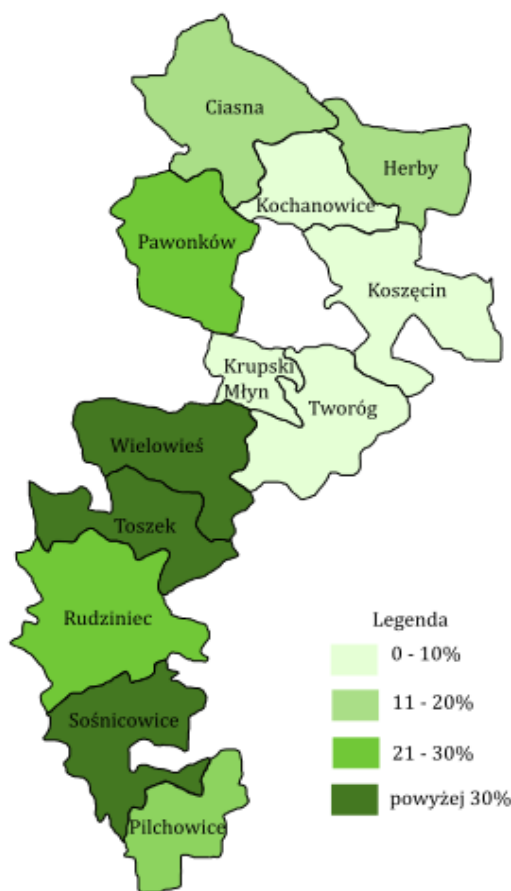 Ciasna
Herby
Kochanowice
Pawonków
Koszęcin
Krupski
Młyn
Tworóg
Wielowieś
Toszek
Rudziniec
Sośnicowice
Pilchowice
Legenda
0 - 10%
11 - 20%
21 - 30%
powyżej 30%